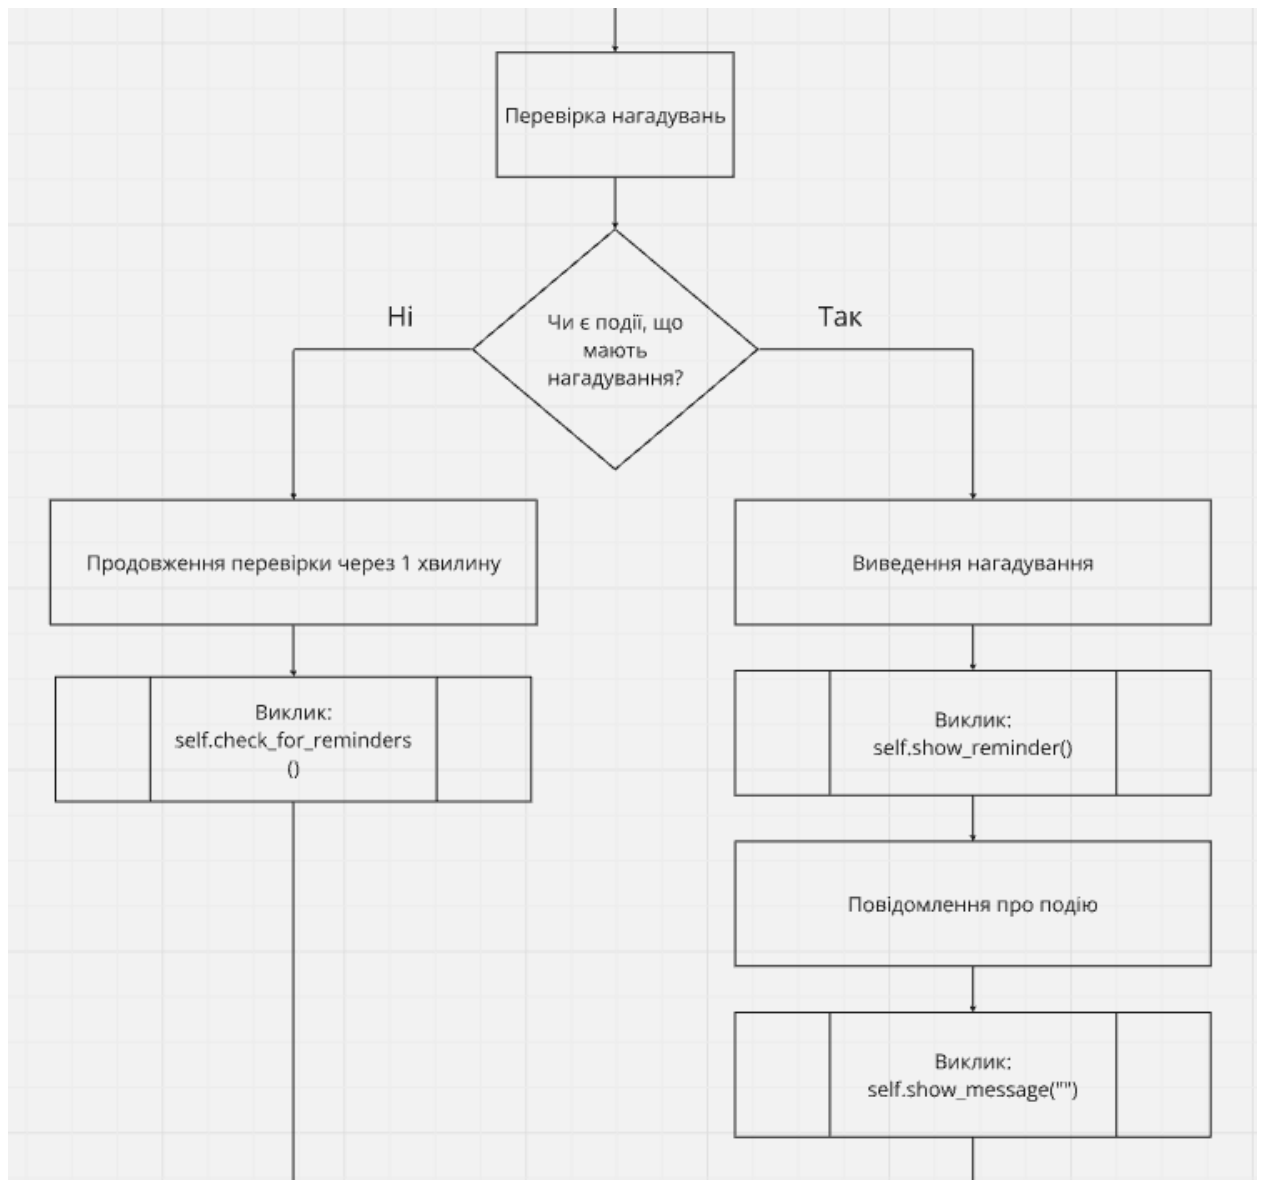 Перевірка нагадувань
Чи є події, що
мають
нагадування?
Ні
Так
Продовження перевірки через 1 хвилину
Виклик:
self.check_for_reminders
()
Виведення нагадування
Виклик:
self.show_reminder()
Повідомлення про подію
Виклик:
self.show_message("")